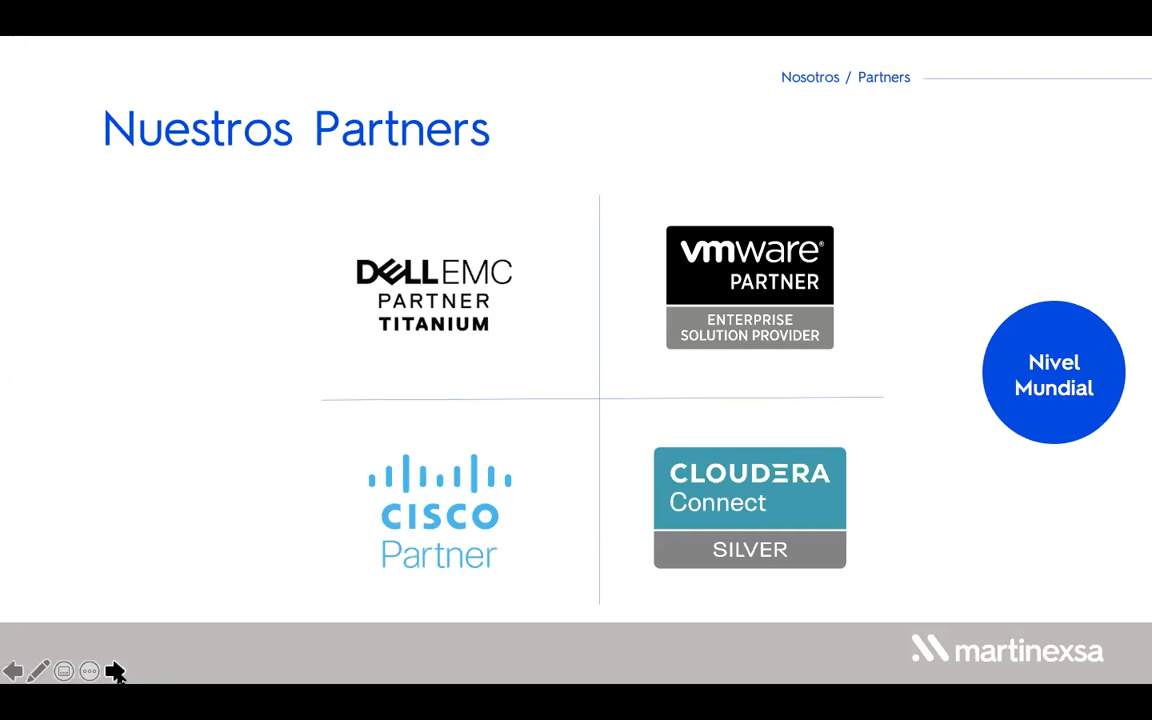 Nosotros / Partners
Nuestros Partners
DELLEMC
PARTNER
TITANIUM
vmware®
PARTNER
ENTERPRISE
SOLUTION PROVIDER
Nivel
Mundial
CISCO
Partner
CLOUDERA
Connect
SILVER
martinexsa